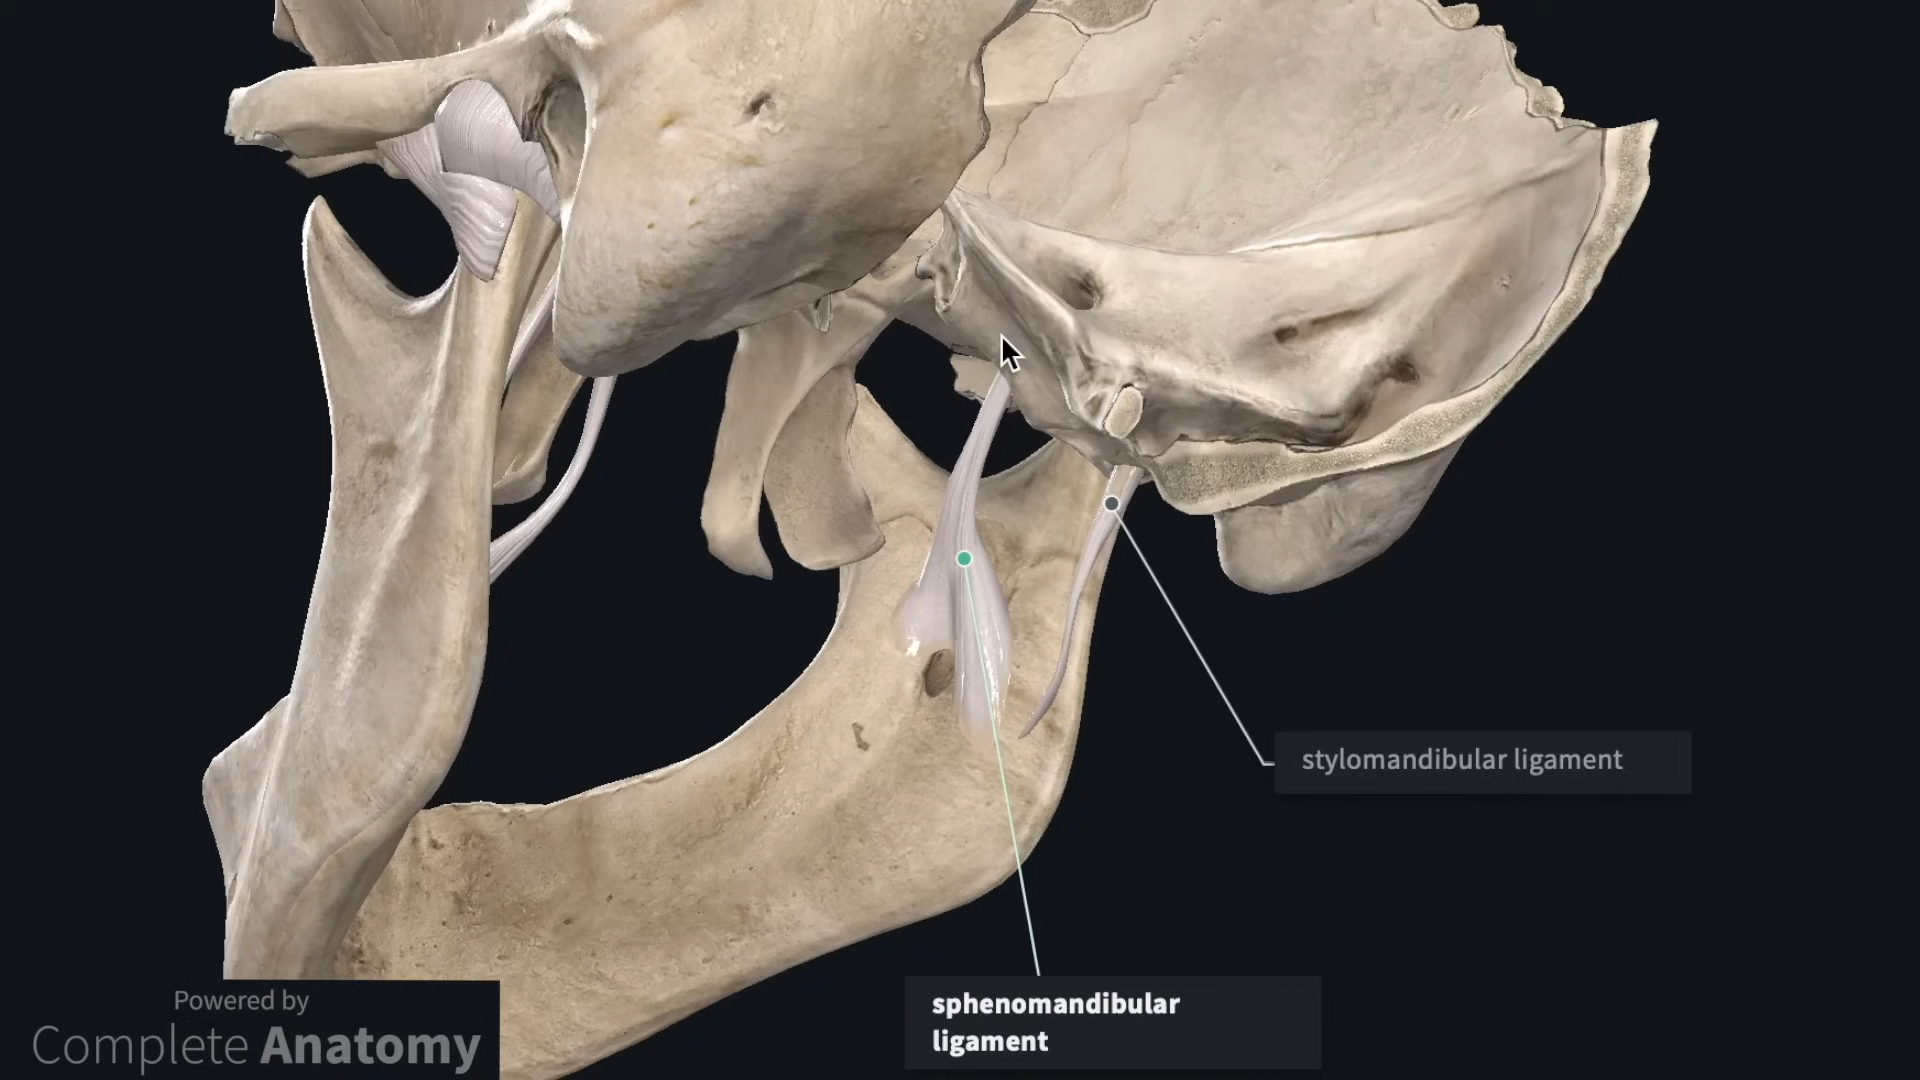 stylomandibular ligament
sphenomandibular
ligament
Powered by
Complete Anatomy